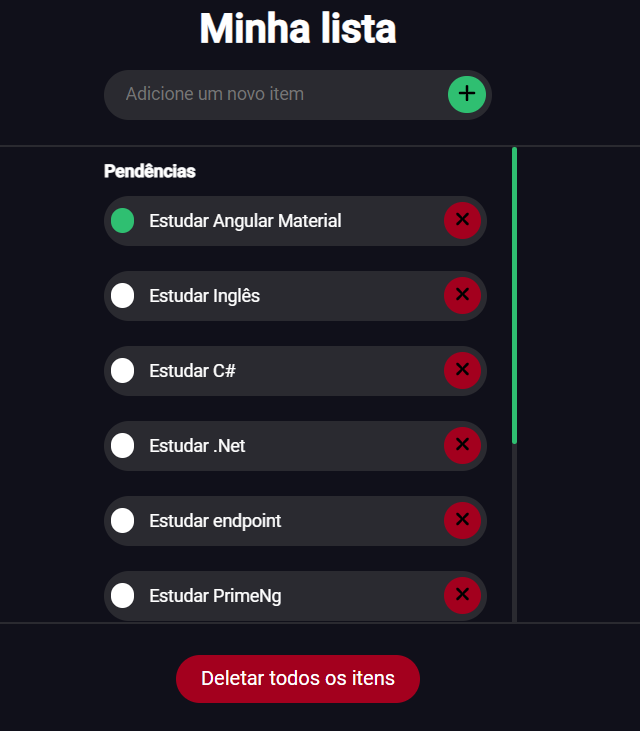 Minha lista
Adicione um novo item
Pendências
Estudar Angular Material
Estudar Inglês
Estudar C#
Estudar .Net
Estudar endpoint
Estudar PrimeNg
Deletar todos os itens